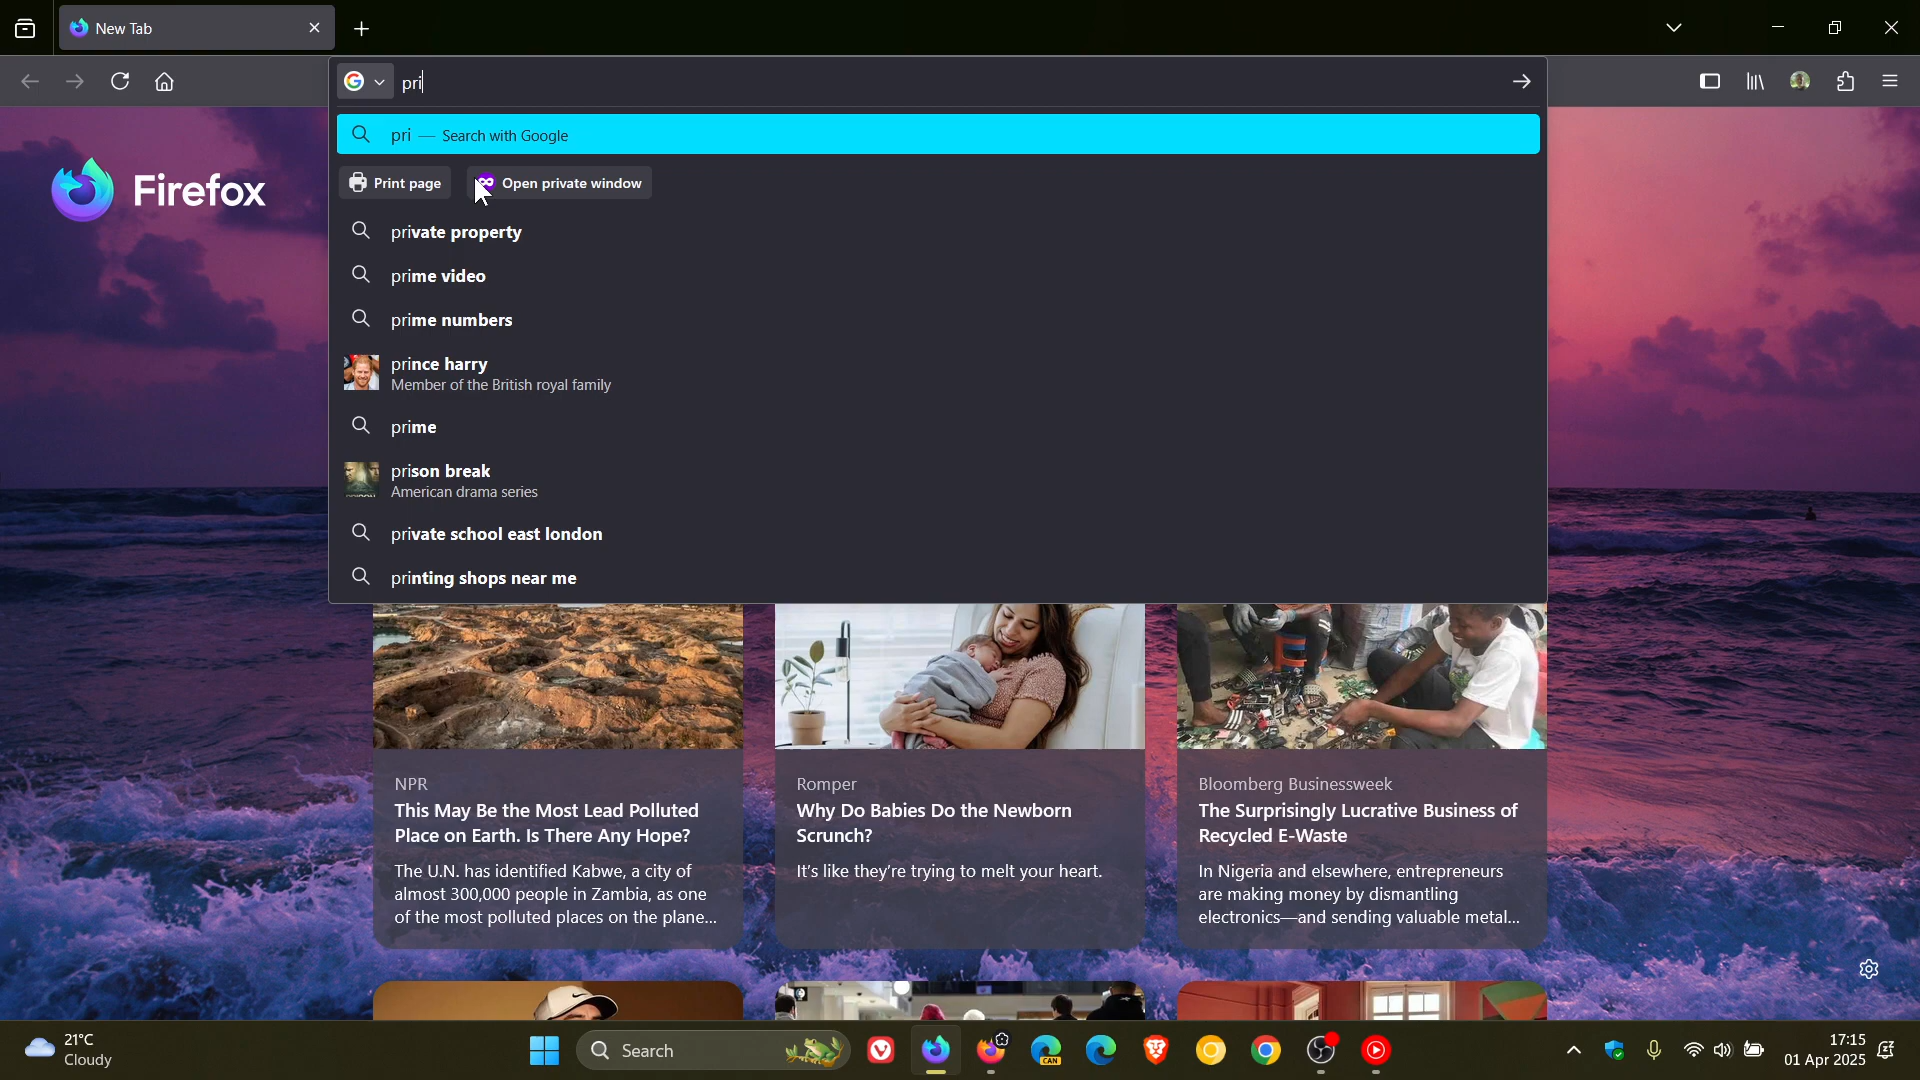 New Tab
pri
pri — Search with Google
Print page
Open private window
private property
prime video
prime numbers
prince harry
Member of the British royal family
prime
prison break
American drama series
private school east london
printing shops near me
Firefox
NPR
This May Be the Most Lead Polluted
Place on Earth. Is There Any Hope?
The U.N. has identified Kabwe, a city of
almost 300,000 people in Zambia, as one
of the most polluted places on the plane...
Romper
Why Do Babies Do the Newborn
Scrunch?
It's like they're trying to melt your heart.
Bloomberg Businessweek
The Surprisingly Lucrative Business of
Recycled E-Waste
In Nigeria and elsewhere, entrepreneurs
are making money by dismantling
electronics—and sending valuable metal...
21°C
Cloudy
Search
CAN
17:15
01 Apr 2025